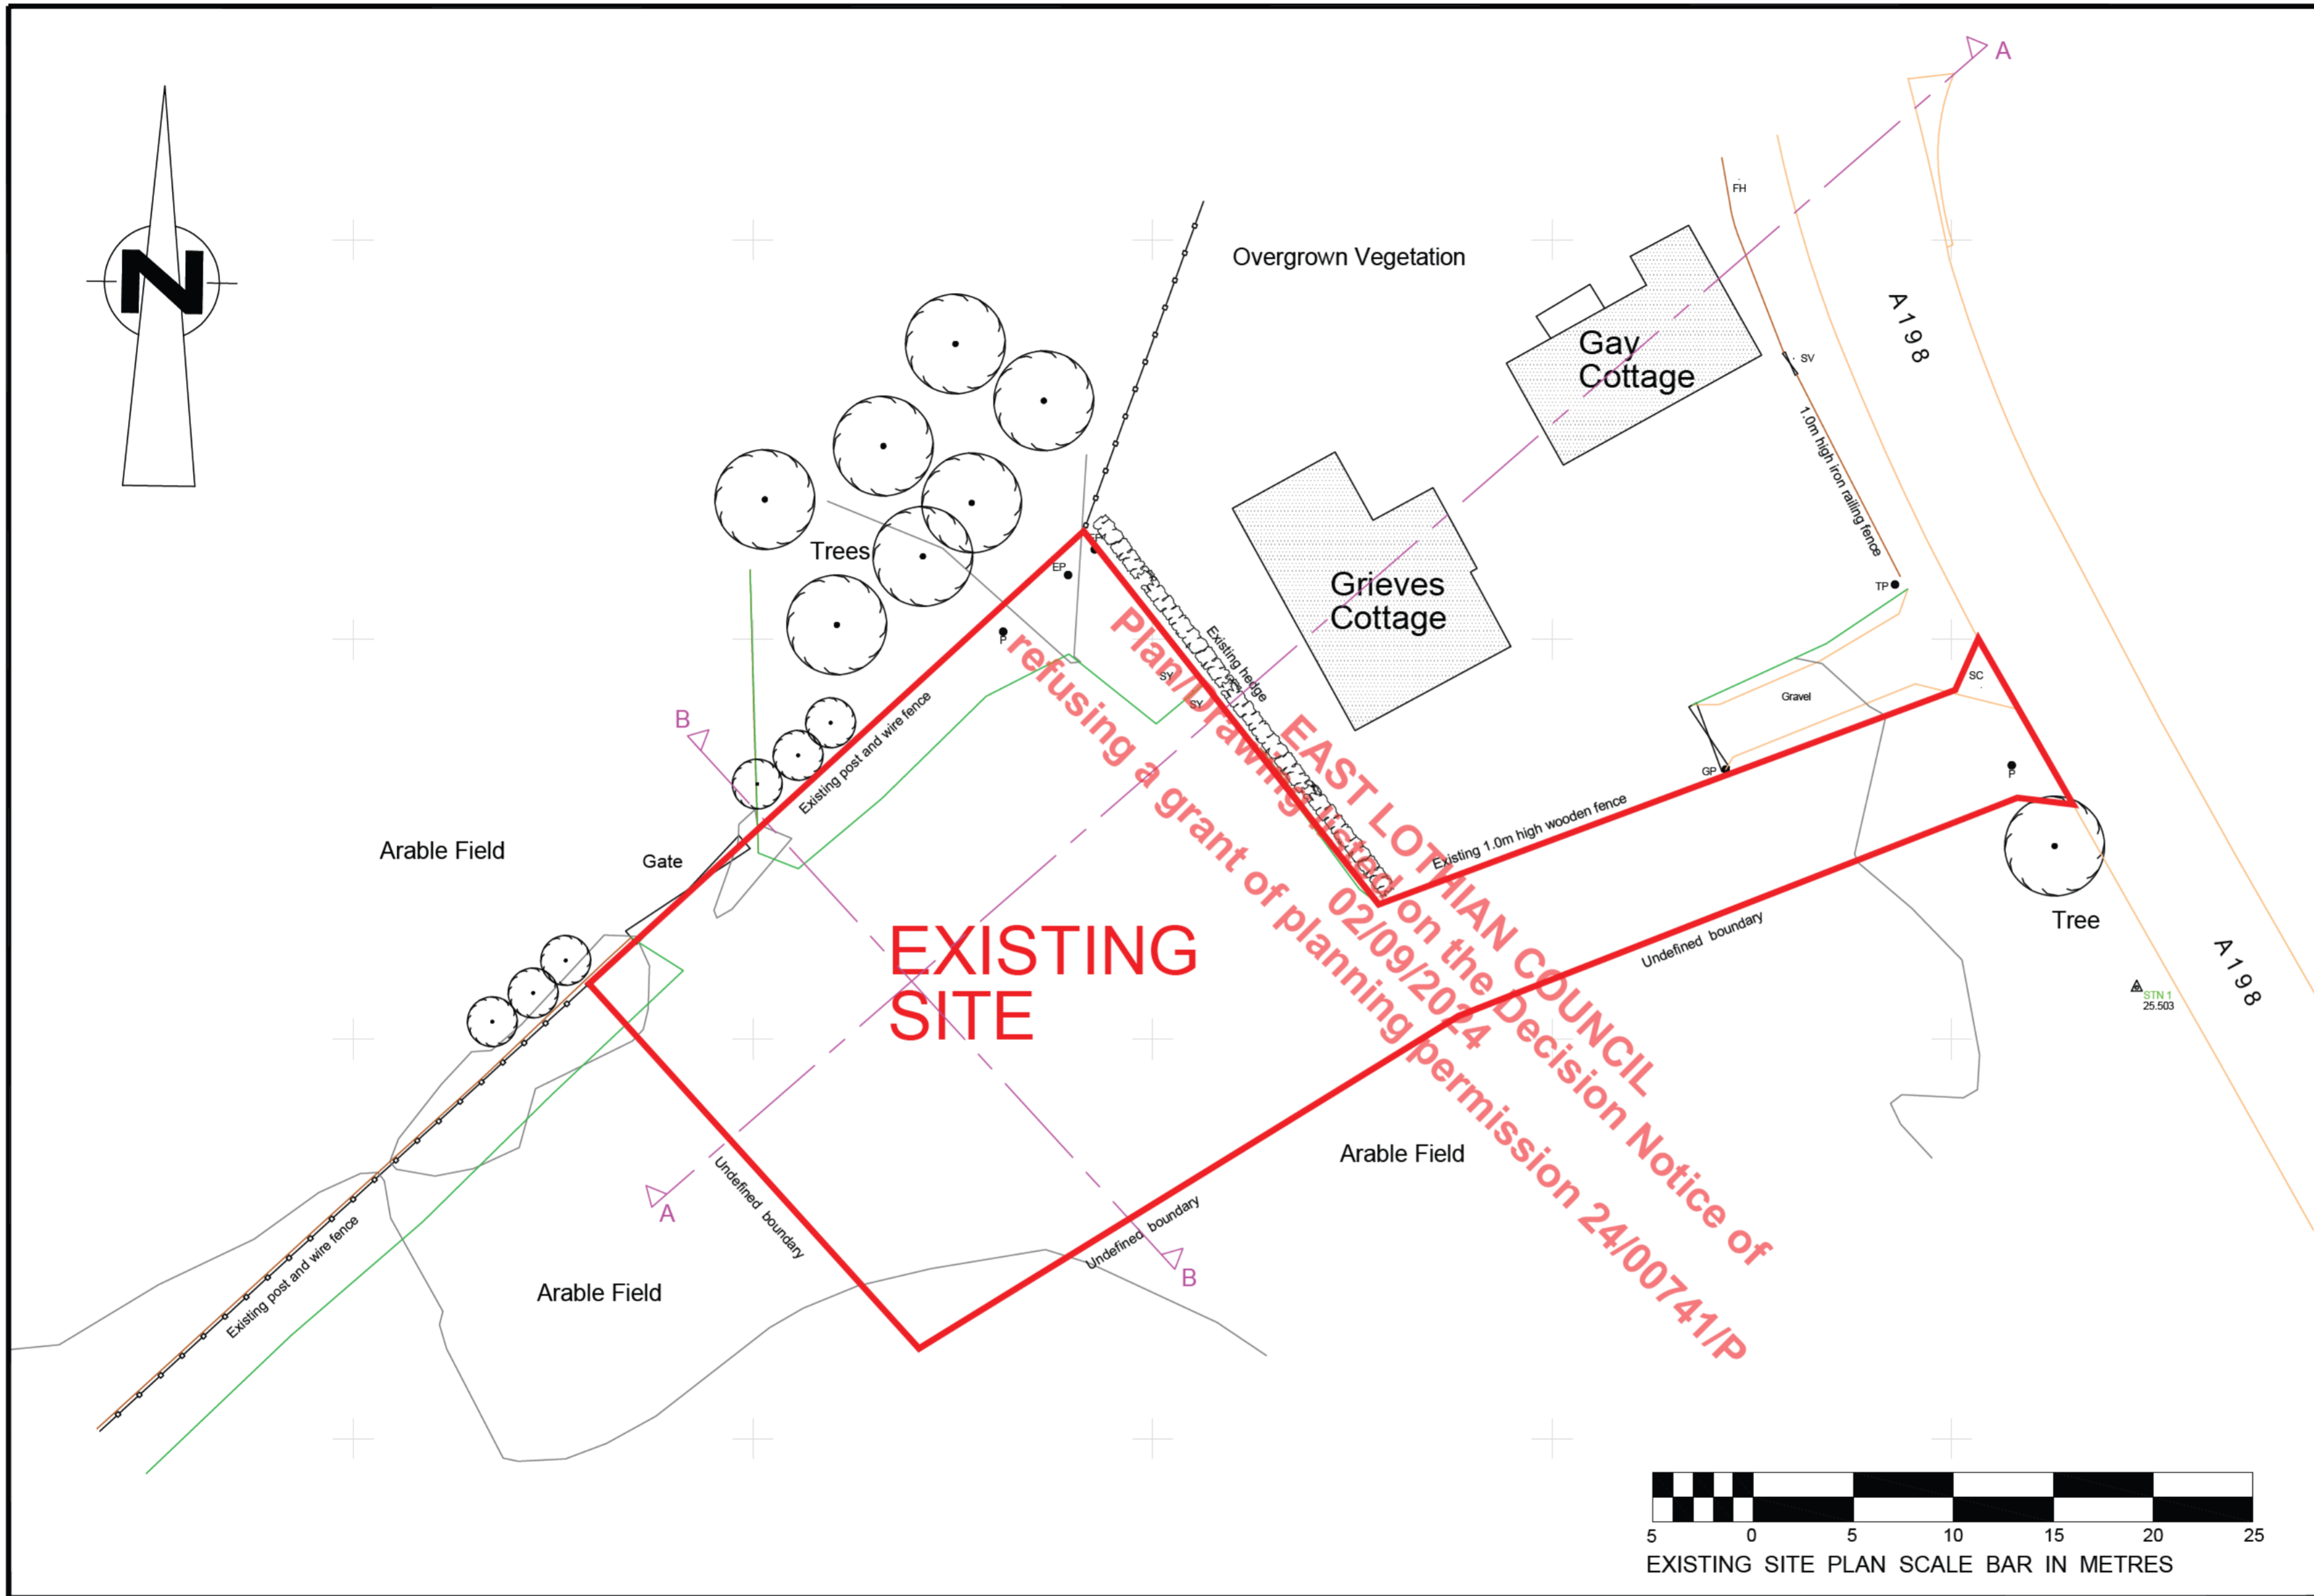 A
N
FH
Overgrown Vegetation
A198
Gay
Cottage
SV
1.0m high iron railing fence
Trees
EP
EP
Grieves
Cottage
TP
P
Existing hedge
SY
SY
SC
Gravel
B
Existing post and wire fence
GP
P
Existing 1.0m high wooden fence
Arable Field
Gate
Tree
Undefined boundary
EXISTING
SITE
A198
STN 1
25.503
EAST LOTHIAN COUNCIL
02/09/2024
Plan/Drawing listed on the Decision Notice of
refusing a grant of planning permission 24/00741/P
Arable Field
Undefined boundary
A
Undefined boundary
B
Existing post and wire fence
Arable Field
5 0 5 10 15 20 25
EXISTING SITE PLAN SCALE BAR IN METRES